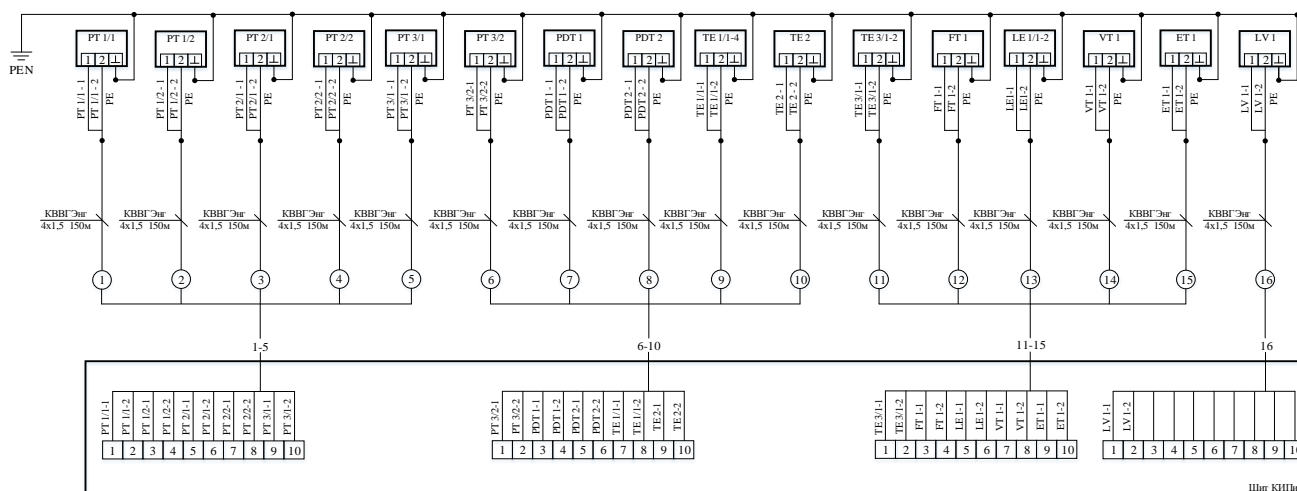 PEN
PT 1/1 PT 1/2 PT 2/1 PT 2/2 PT 3/1 PT 3/2 PDT 1 PDT 2 TE 1/1-4 TE 2 TE 3/1-2 FT 1 LE 1/1-2 VT 1 ET 1 LV 1
1 2 1 2 1 2 1 2 1 2 1 2 1 2 1 2 1 2 1 2 1 2 1 2 1 2 1 2 1 2 1 2
PT 1/1 - 1 PT 1/1 - 2 PE PT 1/2 - 1 PT 1/2 - 2 PE PT 2/1 - 1 PT 2/1 - 2 PE PT 2/2 - 1 PT 2/2 - 2 PE PT 3/1 - 1 PT 3/1 - 2 PE PT 3/2-1 PT 3/2-2 PE PDT 1 - 1 PDT 1 - 2 PE PDT 2 - 1 PDT 2 - 2 PE TE 1/1-1 TE 1/1-2 PE TE 2 - 1 TE 2 - 2 PE TE 3/1-1 TE 3/1-2 PE FT 1-1 FT 1-2 PE LE1-1 LE1-2 PE VT 1-1 VT 1-2 PE ET 1-1 ET 1-2 PE LV 1-1 LV 1-2 PE
КВВГЭнг КВВГЭнг КВВГЭнг КВВГЭнг КВВГЭнг КВВГЭнг КВВГЭнг КВВГЭнг КВВГЭнг КВВГЭнг КВВГЭнг КВВГЭнг КВВГЭнг КВВГЭнг КВВГЭнг КВВГЭнг
4х1,5 150м 4х1,5 150м 4х1,5 150м 4х1,5 150м 4х1,5 150м 4х1,5 150м 4х1,5 150м 4х1,5 150м 4х1,5 150м 4х1,5 150м 4х1,5 150м 4х1,5 150м 4х1,5 150м 4х1,5 150м 4х1,5 150м 4х1,5 150м
1 2 3 4 5 6 7 8 9 10 11 12 13 14 15 16
1-5 6-10 11-15 16
PT 1/1-1 PT 1/1-2 PT 1/2-1 PT 1/2-2 PT 2/1-1 PT 2/1-2 PT 2/2-1 PT 2/2-2 PT 3/1-1 PT 3/1-2 PT 3/2-1 PT 3/2-2 PDT 1-1 PDT 1-2 PDT 2-1 PDT 2-2 TE 1/1-1 TE 1/1-2 TE 2-1 TE 2-2 TE 3/1-1 TE 3/1-2 FT 1-1 FT 1-2 LE 1-1 LE 1-2 VT 1-1 VT 1-2 ET 1-1 ET 1-2 LV 1-1 LV 1-2
1 2 3 4 5 6 7 8 9 10 1 2 3 4 5 6 7 8 9 10 1 2 3 4 5 6 7 8 9 10 1 2 3 4 5 6 7 8 9 10
Щит КИПи